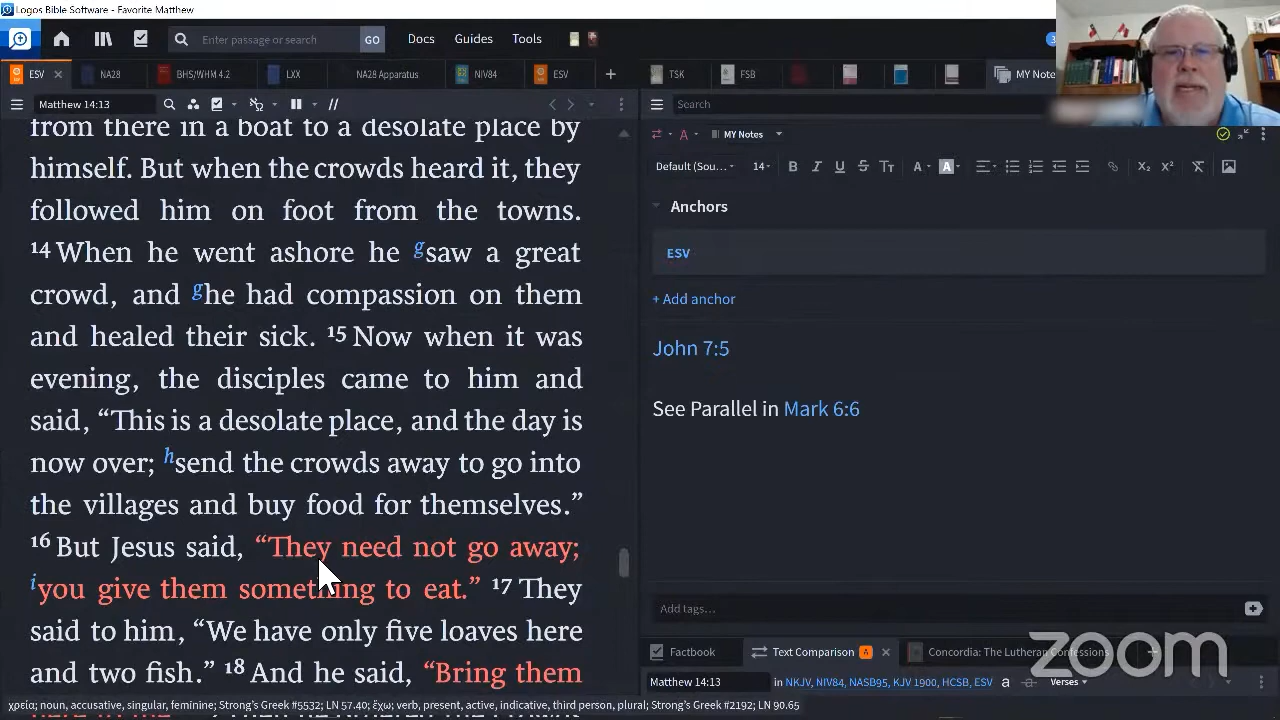 Logos Bible Software - Favorite Matthew
Enter passage or search
GO
Docs
Guides
Tools
ESV
NA28
BHS/WHM 4.2
LXX
NA28 Apparatus
NIV84
ESV
TSK
FSB
MY Note
Matthew 14:13
from there in a boat to a desolate place by
himself. But when the crowds heard it, they
followed him on foot from the towns.
14 When he went ashore he g saw a great
crowd, and g he had compassion on them
and healed their sick. 15 Now when it was
evening, the disciples came to him and
said, “This is a desolate place, and the day is
now over; h send the crowds away to go into
the villages and buy food for themselves.”
16 But Jesus said, “They need not go away;
i you give them something to eat.” 17 They
said to him, “We have only five loaves here
and two fish.” 18 And he said, “Bring them
χρεία; noun, accusative, singular, feminine; Strong’s Greek #5532; LN 57.40; ἔχω; verb, present, active, indicative, third person, plural; Strong’s Greek #2192; LN 90.65
Search
MY Notes
Default (Sou...
14
Anchors
ESV
+ Add anchor
John 7:5
See Parallel in Mark 6:6
Add tags...
Factbook
Text Comparison
A
Concordia: The Lutheran Confessions
Matthew 14:13
in NKJV, NIV84, NASB95, KJV 1900, HCSB, ESV
a
a
Verses
zoom